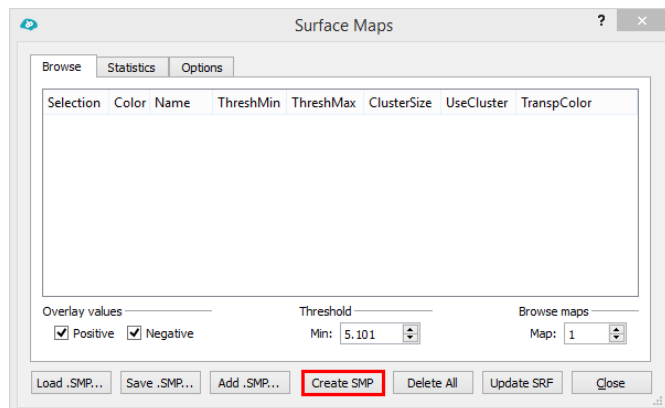 Surface Maps ? ×
Browse Statistics Options
Selection Color Name ThreshMin ThreshMax ClusterSize UseCluster TranspColor
Overlay values Threshold Browse maps
Positive Negative Min: 5.101 Map: 1
Load .SMP... Save .SMP... Add .SMP... Create SMP Delete All Update SRF Close